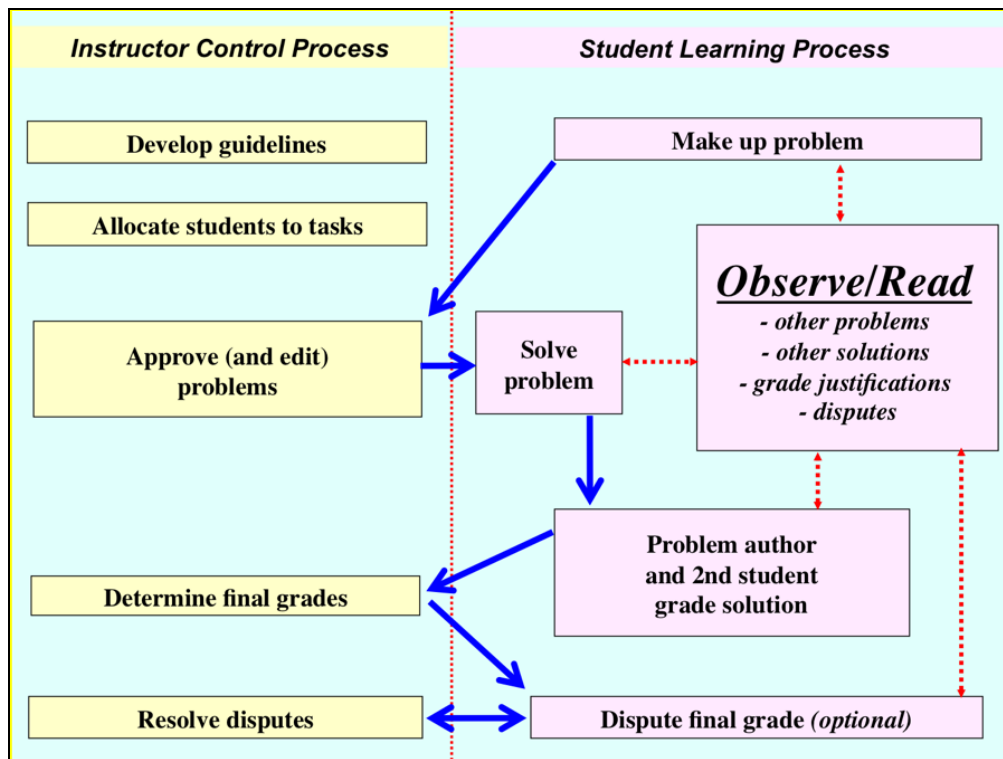 Instructor Control Process
Student Learning Process
Develop guidelines
Make up problem
Allocate students to tasks
Observe/Read
- other problems
- other solutions
- grade justifications
- disputes
Approve (and edit)
problems
Solve
problem
Problem author
and 2nd student
grade solution
Determine final grades
Resolve disputes
Dispute final grade (optional)